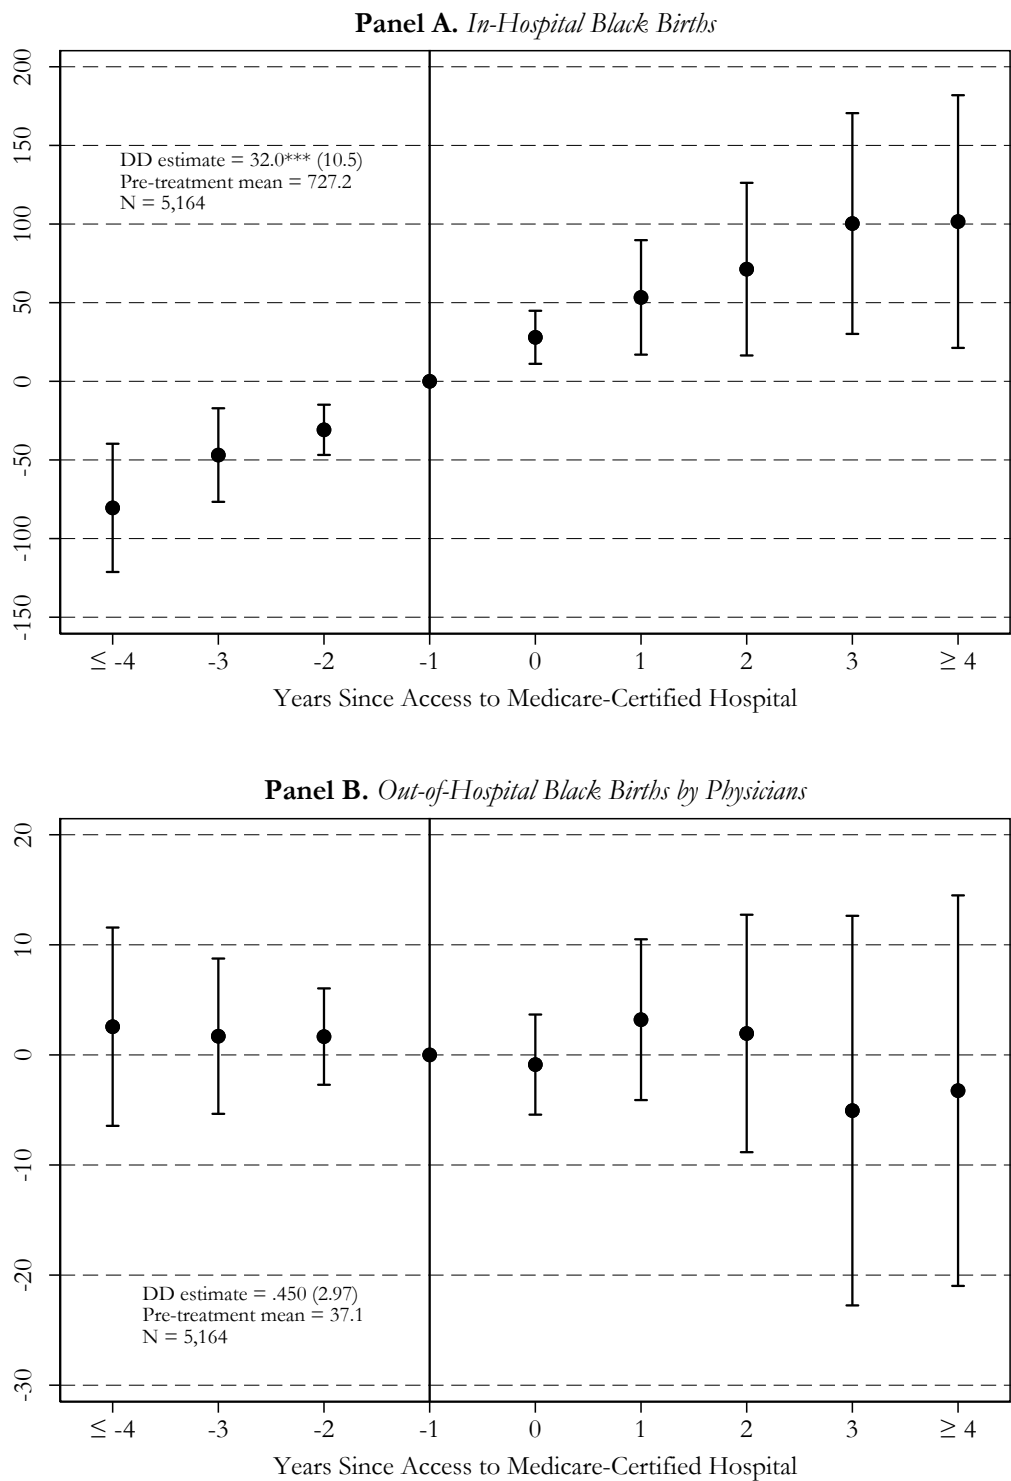 Panel A. In-Hospital Black Births
200
150
100
50
0
-50
-100
-150
DD estimate = 32.0*** (10.5)
Pre-treatment mean = 727.2
N = 5,164
≤ -4 -3 -2 -1 0 1 2 3 ≥ 4
Years Since Access to Medicare-Certified Hospital
Panel B. Out-of-Hospital Black Births by Physicians
20
10
0
-10
-20
-30
DD estimate = .450 (2.97)
Pre-treatment mean = 37.1
N = 5,164
≤ -4 -3 -2 -1 0 1 2 3 ≥ 4
Years Since Access to Medicare-Certified Hospital